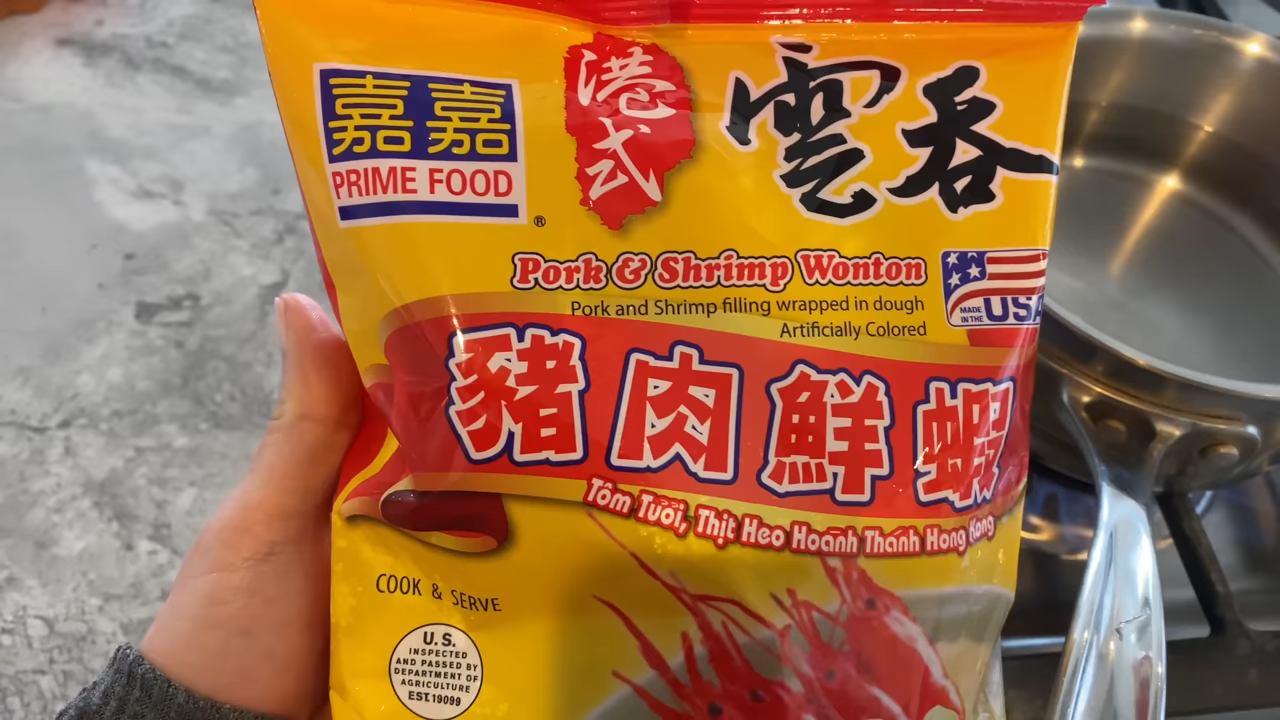 嘉嘉
PRIME FOOD
®
港式
雲吞
Pork & Shrimp Wonton
Pork and Shrimp filling wrapped in dough
Artificially Colored
MADE
IN THE USA
豬肉鮮蝦
Tôm Tươi, Thịt Heo Hoành Thánh Hong Kong
COOK & SERVE
U.S.
INSPECTED
AND PASSED BY
DEPARTMENT OF
AGRICULTURE
EST.19099